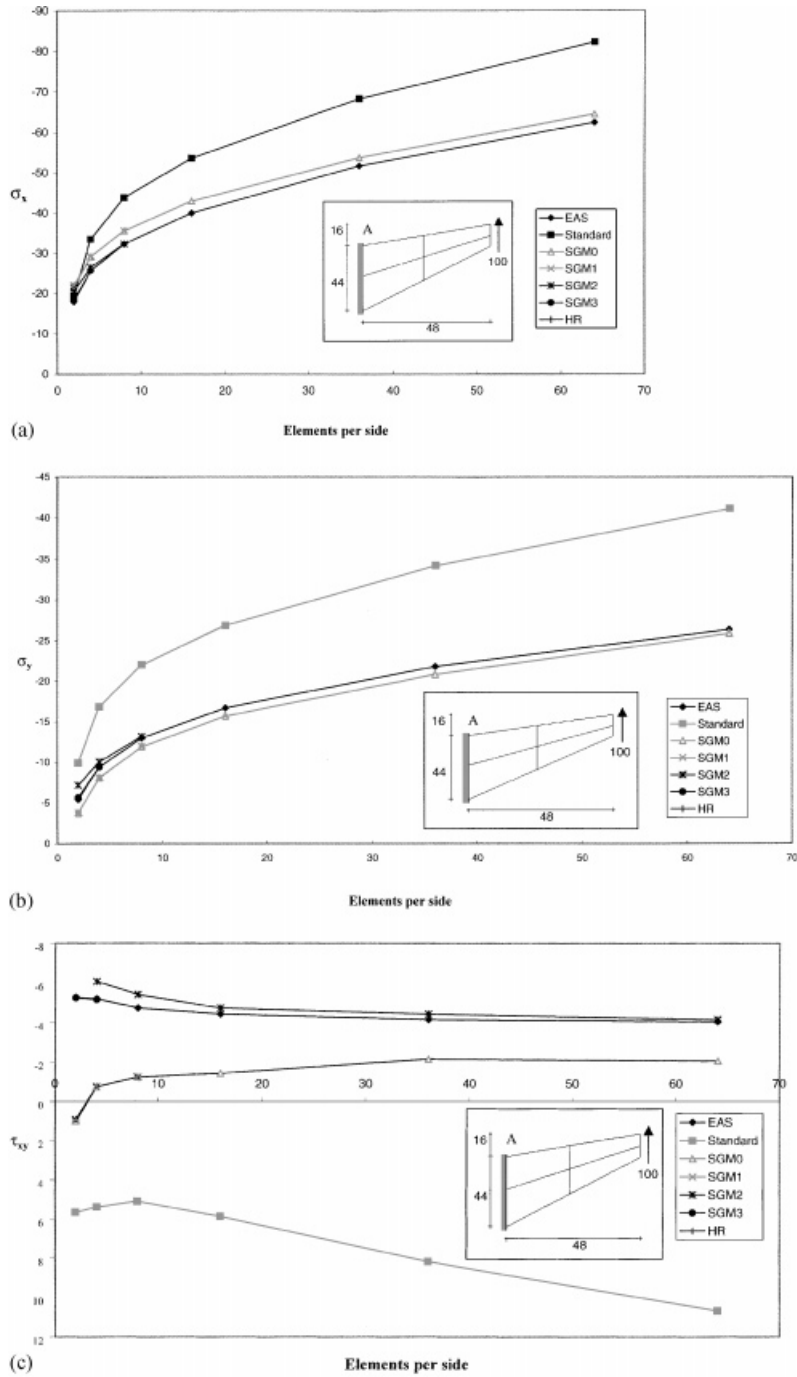 -90
-80
-70
-60
-50
-40
-30
-20
-10
0
σx
0 10 20 30 40 50 60 70
16
A
44
100
48
EAS
Standard
SGM0
SGM1
SGM2
SGM3
HR
(a)
Elements per side
-45
-40
-35
-30
-25
-20
-15
-10
-5
0
σy
0 10 20 30 40 50 60 70
16
A
44
100
48
EAS
Standard
SGM0
SGM1
SGM2
SGM3
HR
(b)
Elements per side
-8
-6
-4
-2
0
2
4
6
8
10
12
τxy
0 10 20 30 40 50 60 70
16
A
44
100
48
EAS
Standard
SGM0
SGM1
SGM2
SGM3
HR
(c)
Elements per side